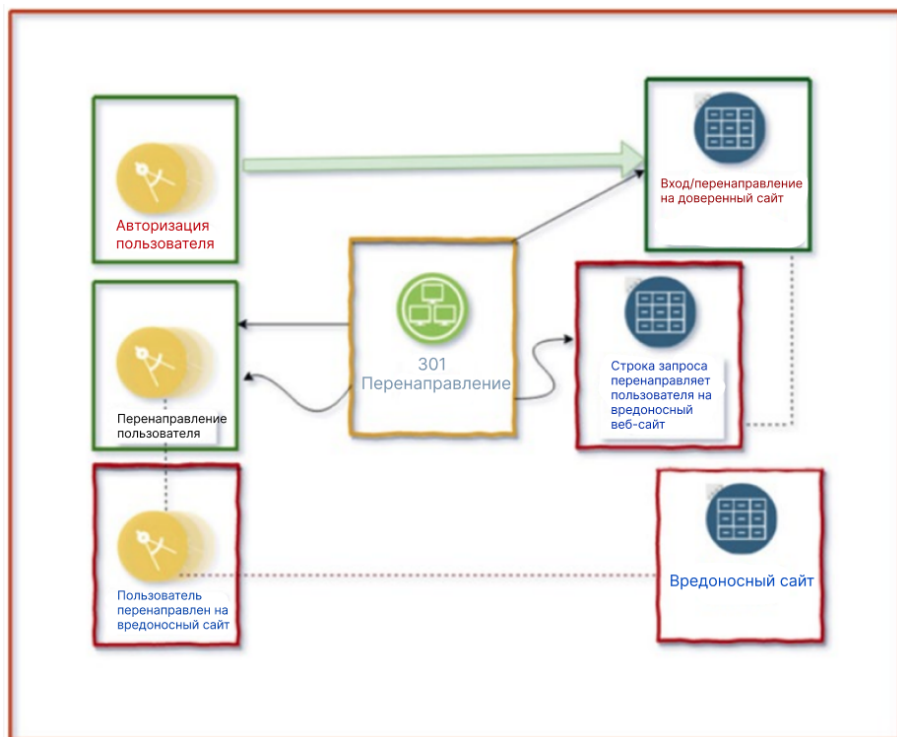 Авторизация
пользователя
Вход/перенаправление
на доверенный сайт
301
Перенаправление
Строка запроса
перенаправляет
пользователя на
вредоносный
веб-сайт
Перенаправление
пользователя
Пользователь
перенаправлен на
вредоносный сайт
Вредоносный сайт